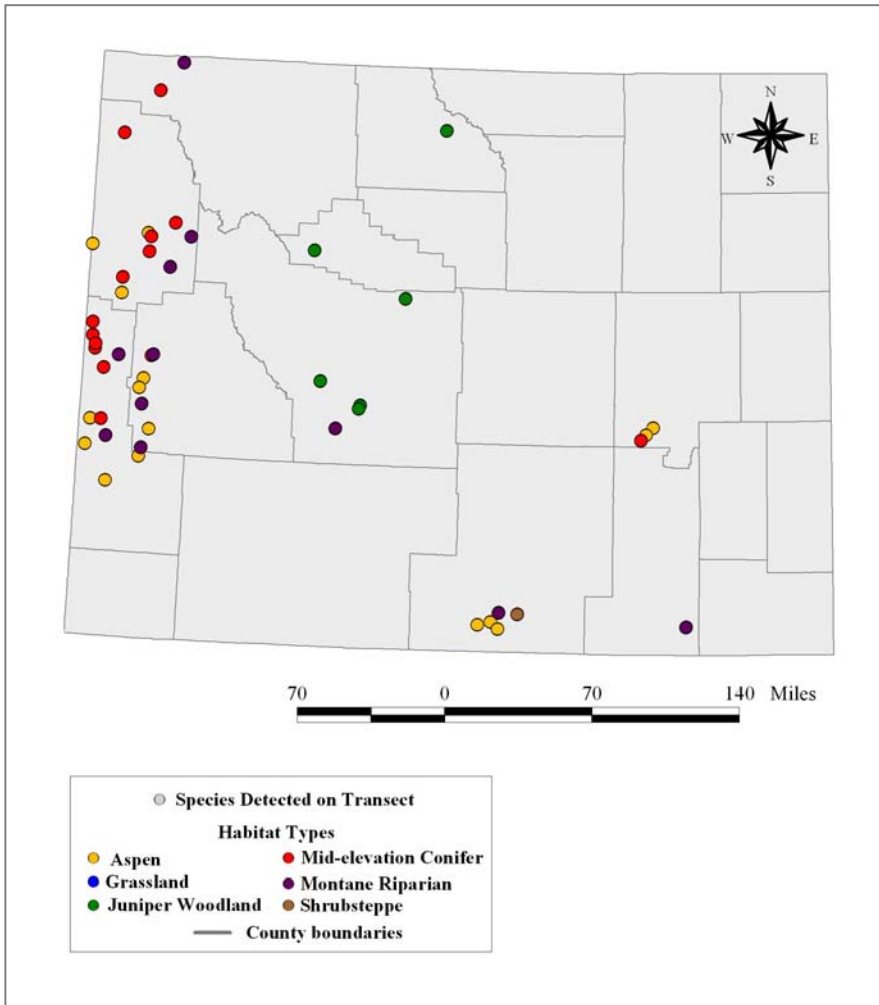 N
W E
S
70 0 70 140 Miles
Species Detected on Transect
Habitat Types
Aspen Mid-elevation Conifer
Grassland Montane Riparian
Juniper Woodland Shrubsteppe
County boundaries